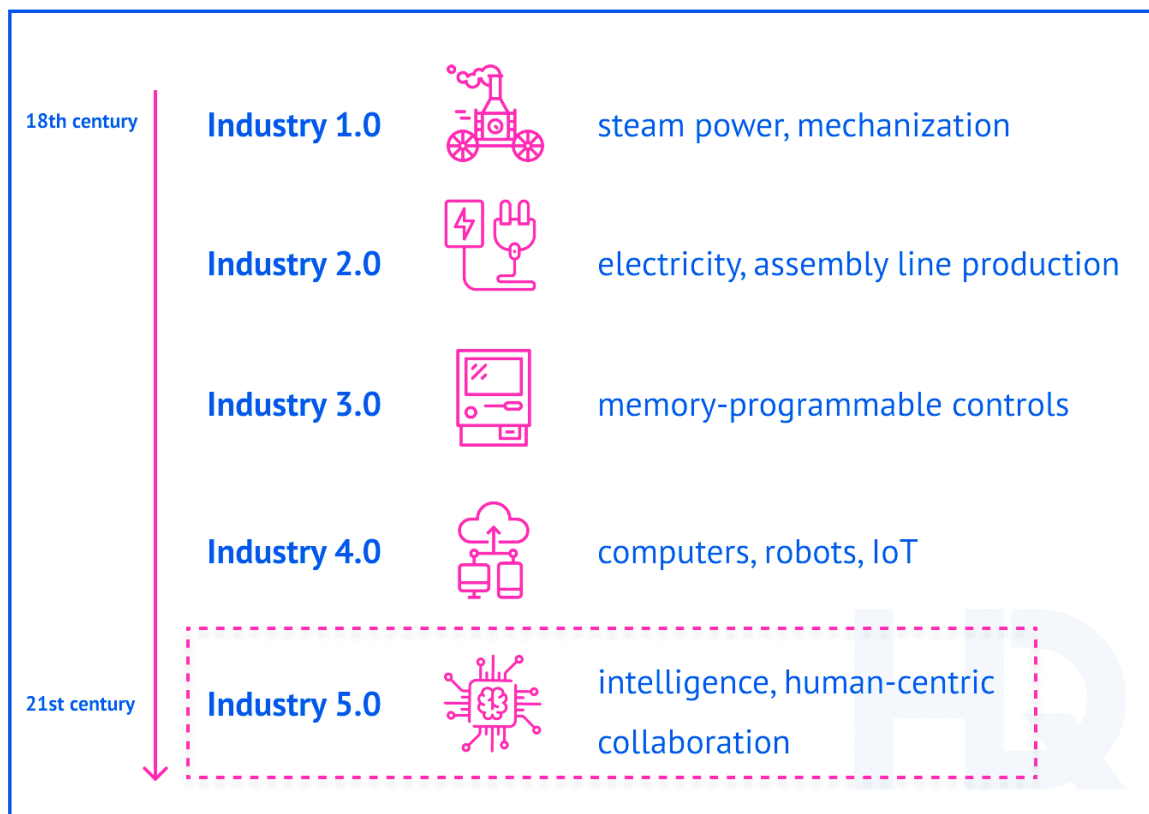 18th century
Industry 1.0
steam power, mechanization
Industry 2.0
electricity, assembly line production
Industry 3.0
memory-programmable controls
Industry 4.0
computers, robots, IoT
21st century
Industry 5.0
intelligence, human-centric
collaboration
HQ